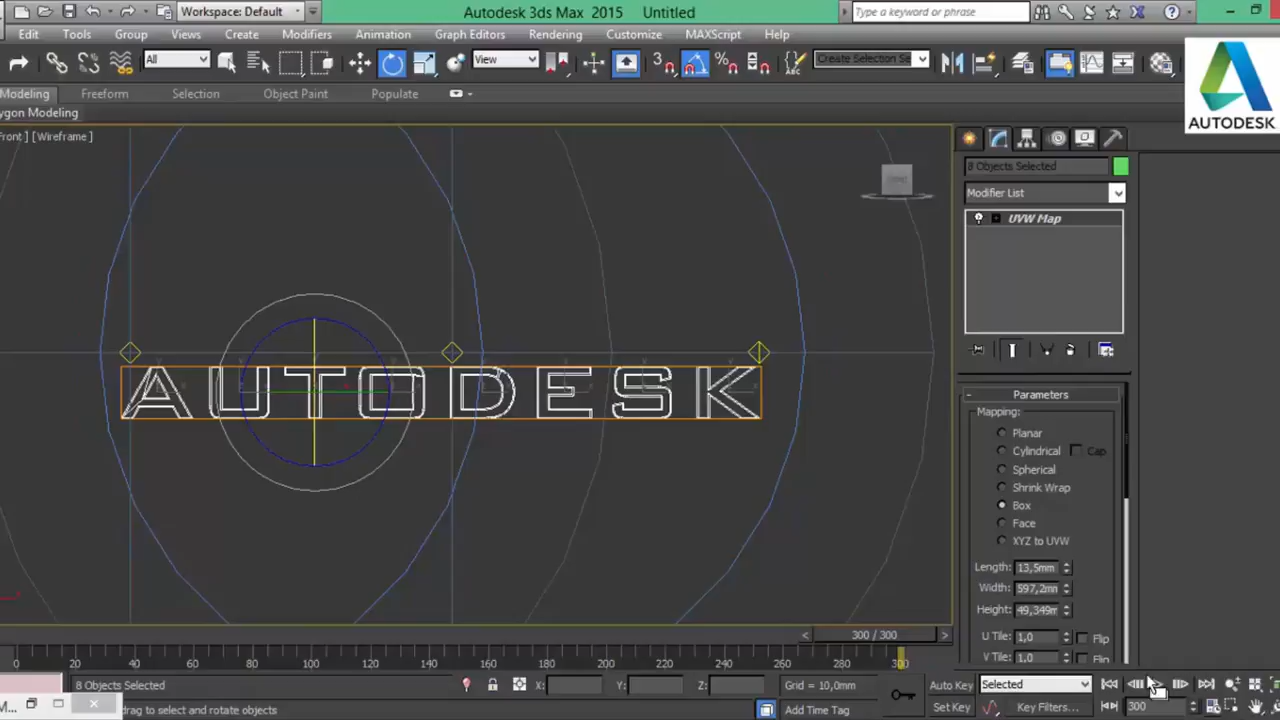 Workspace: Default
Autodesk 3ds Max 2015 Untitled
Type a keyword or phrase
Edit Tools Group Views Create Modifiers Animation Graph Editors Rendering Customize MAXScript Help
All View 3 Create Selection Se
AUTODESK
Modeling Freeform Selection Object Paint Populate
ygon Modeling
Front ] [Wireframe ]
8 Objects Selected
Modifier List
UVW Map
AUTODESK
Parameters
Mapping:
Planar
Cylindrical Cap
Spherical
Shrink Wrap
Box
Face
XYZ to UVW
Length: 13,5mm
Width: 597,2mm
Height: 49,349m
U Tile: 1,0 Flip
V Tile: 1,0 Flip
300 / 300
0 20 40 60 80 100 120 140 160 180 200 220 240 260 280 300
8 Objects Selected X: Y: Z: Grid = 10,0mm Auto Key Selected
M... drag to select and rotate objects Add Time Tag Set Key Key Filters... 300